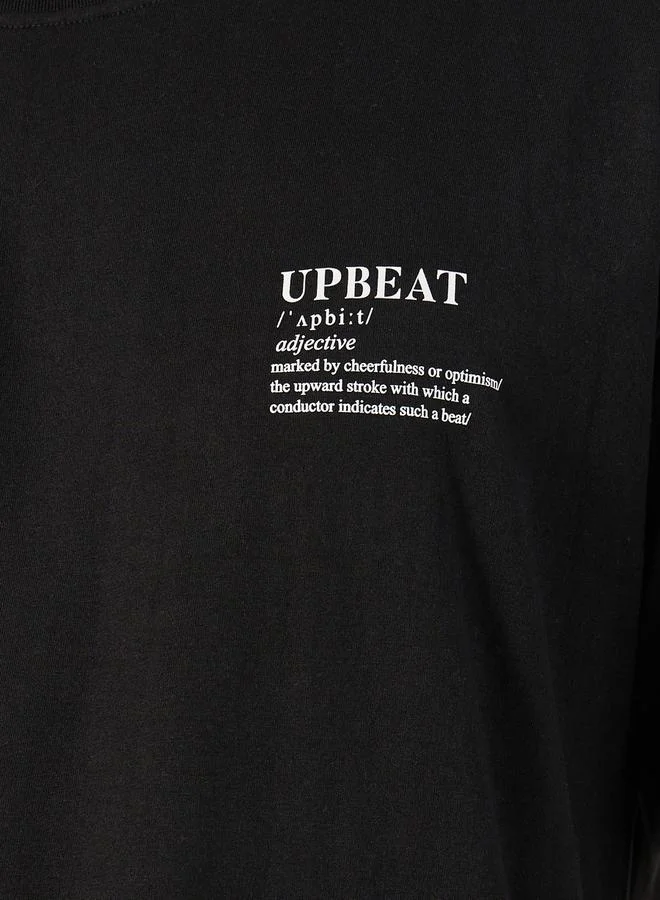 UPBEAT
/ˈʌpbiːt/
adjective
marked by cheerfulness or optimism/
the upward stroke with which a
conductor indicates such a beat/